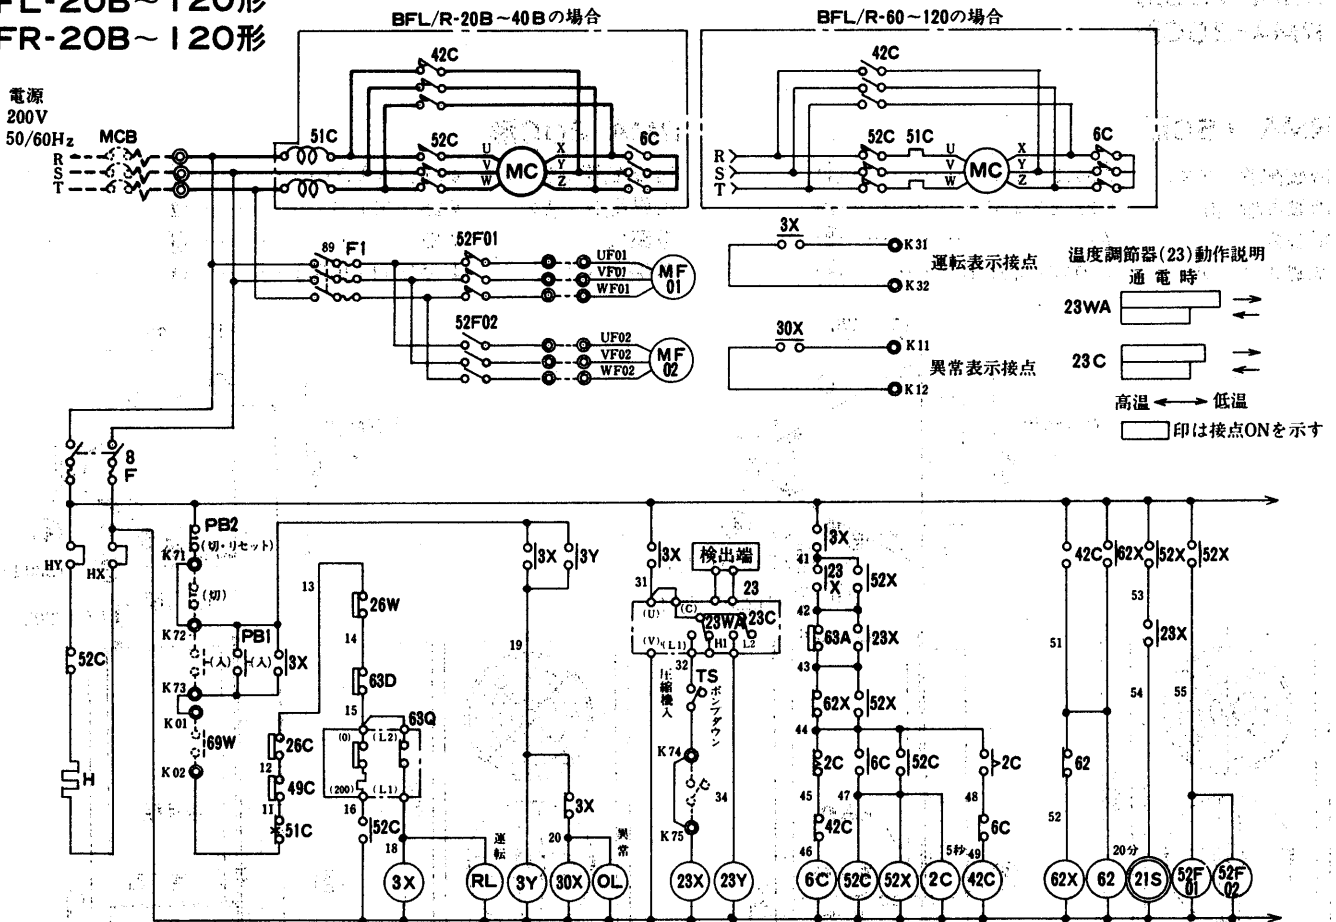 FL-20B~120形
FR-20B~120形
BFL/R-20B~40Bの場合
BFL/R-60~120の場合
電源
200V
50/60Hz
MCB
R
S
T
51C
42C
52C
U
V
W
MC
X
Y
Z
6C
42C
R
S
T
52C
51C
U
V
W
MC
X
Y
Z
6C
89
F1
52F01
UF01
VF01
WF01
MF
01
52F02
UF02
VF02
WF02
MF
02
3X
K31
K32
運転表示接点
30X
K11
K12
異常表示接点
温度調節器(23)動作説明
通電時
23WA
23C
高温
低温
印は接点ONを示す
8
F
HY
HX
52C
H
PB2
(切・リセット)
K71
(切)
K72
PB1
(入)
(入)
3X
K73
K01
69W
K02
26C
12
49C
11
51C
13
26W
14
63D
15
63Q
(0)
(L2)
(200)
(L1)
16
52C
18
3X
RL
運転
3X
3Y
19
3X
20
3Y
30X
OL
異常
3X
31
検出端
23
(U)
(C)
23WA
23C
(V)
(L1)
H1
L2
32
圧縮機入
TS
ポンプダウン
K74
34
K75
23X
23Y
3X
41
23
X
52X
42
63A
23X
43
62X
52X
44
2C
6C
52C
2C
45
47
48
42C
6C
46
5秒
49
6C
52C
52X
2C
42C
42C
62X
52X
52X
53
51
23X
54
55
62
52
20分
62X
62
21S
52F
01
52F
02